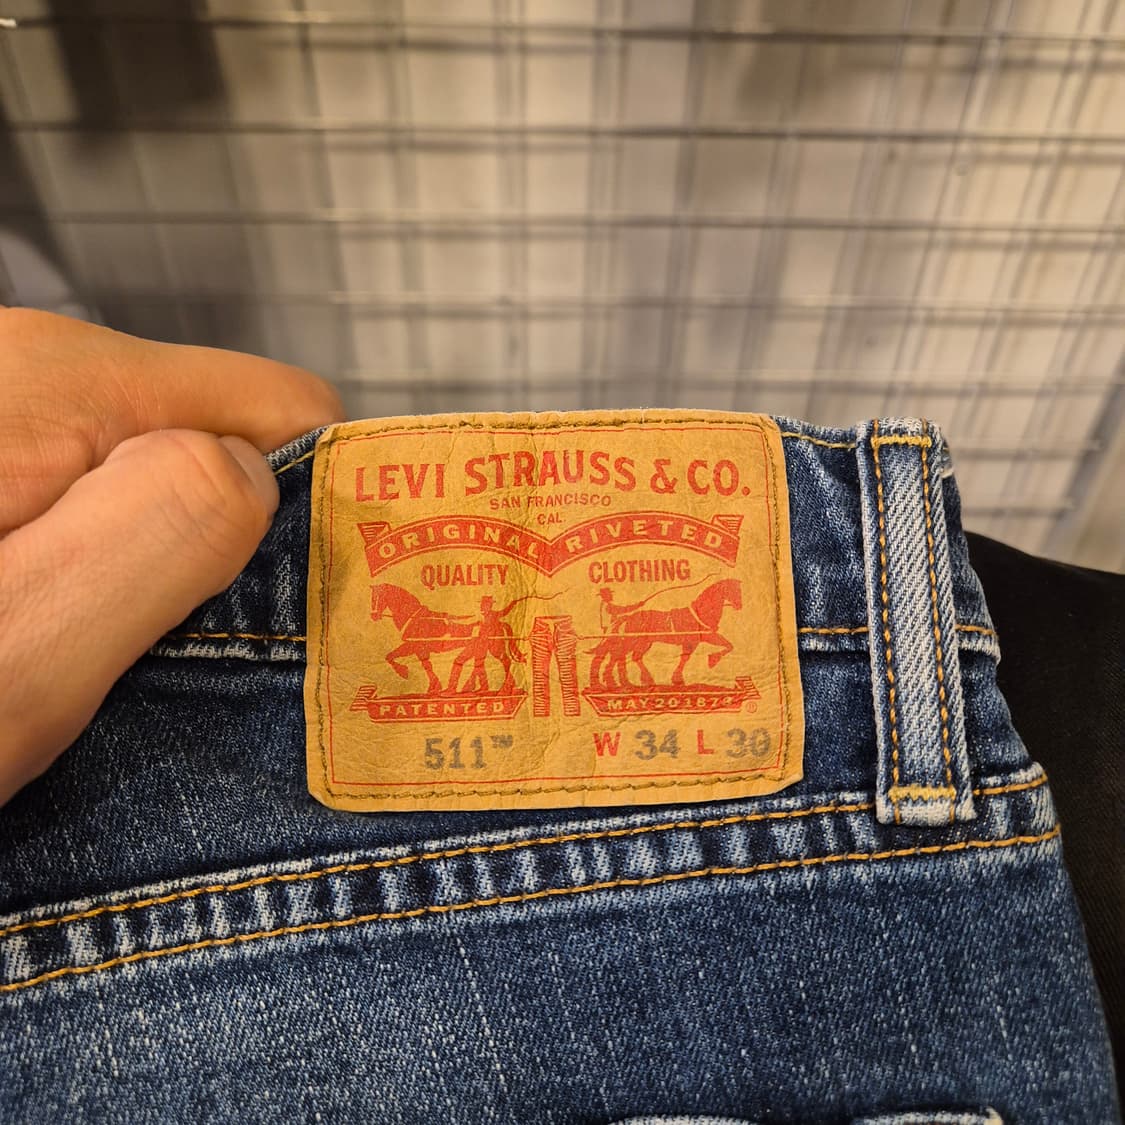 LEVI STRAUSS & CO.
SAN FRANCISCO
CAL
ORIGINAL RIVETED
QUALITY CLOTHING
PATENTED MAY 20 1873 ®
511™ W 34 L 30